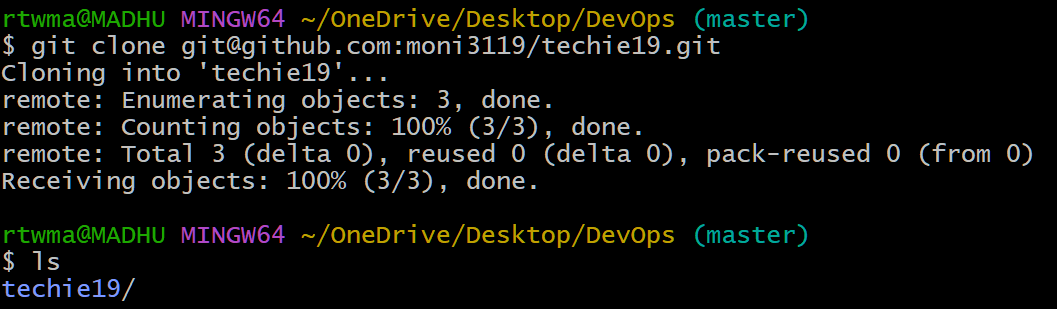 rtwma@MADHU MINGW64 ~/OneDrive/Desktop/DevOps (master)
$ git clone git@github.com:moni3119/techie19.git
Cloning into 'techie19'...
remote: Enumerating objects: 3, done.
remote: Counting objects: 100% (3/3), done.
remote: Total 3 (delta 0), reused 0 (delta 0), pack-reused 0 (from 0)
Receiving objects: 100% (3/3), done.
rtwma@MADHU MINGW64 ~/OneDrive/Desktop/DevOps (master)
$ ls
techie19/